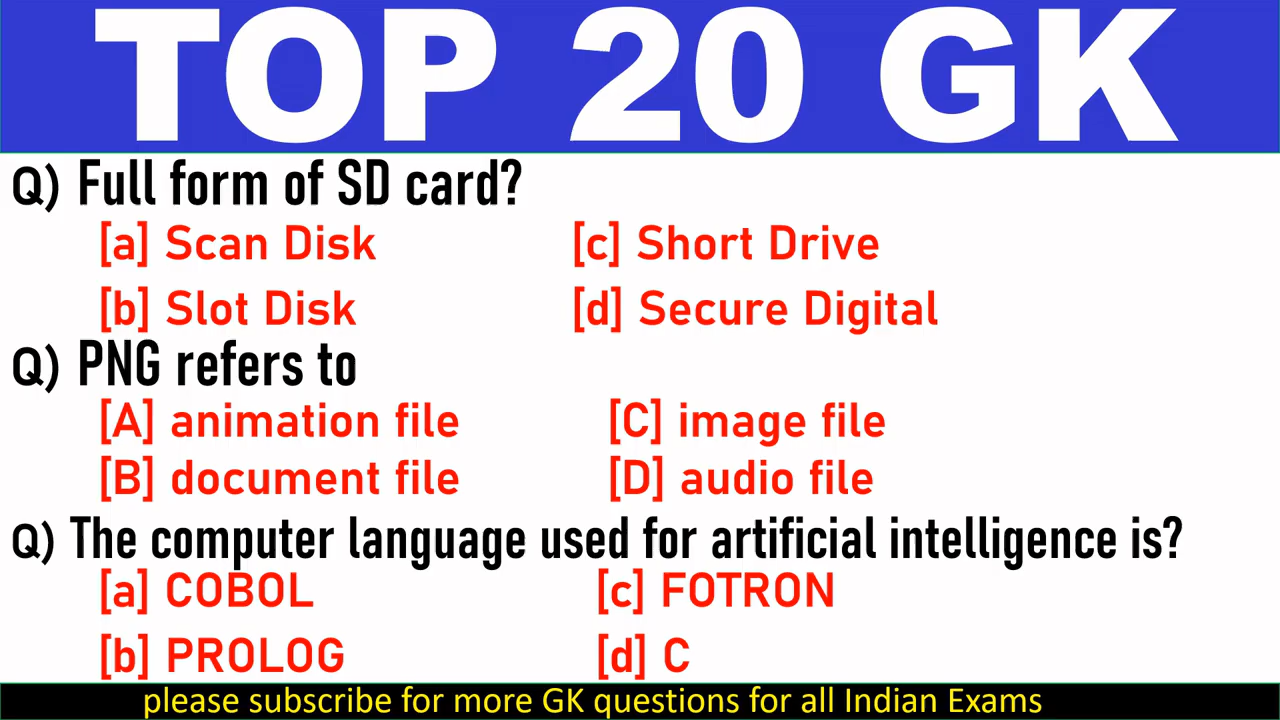 TOP 20 GK
Q) Full form of SD card?
[a] Scan Disk [c] Short Drive
[b] Slot Disk [d] Secure Digital
Q) PNG refers to
[A] animation file [C] image file
[B] document file [D] audio file
Q) The computer language used for artificial intelligence is?
[a] COBOL [c] FOTRON
[b] PROLOG [d] C
please subscribe for more GK questions for all Indian Exams